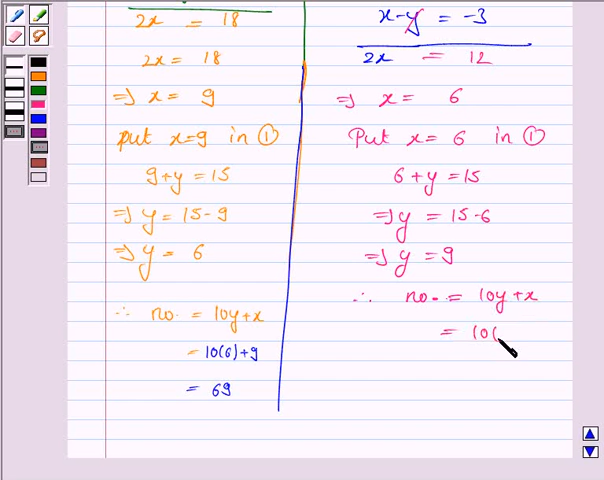 2x = 18
2x = 18
⇒ x = 9
put x=9 in ①
9+y = 15
⇒ y = 15-9
⇒ y = 6
∴ no. = 10y+x
= 10(6)+9
= 69
x-y = -3
2x = 12
⇒ x = 6
Put x = 6 in ①
6+y = 15
⇒ y = 15-6
⇒ y = 9
∴ no. = 10y+x
= 10(